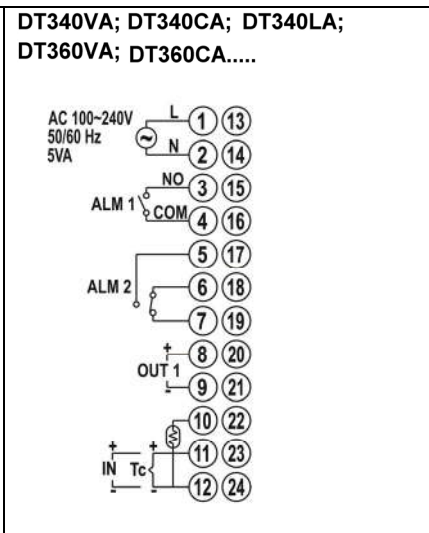 DT340VA; DT340CA; DT340LA;
DT360VA; DT360CA.....
AC 100~240V
50/60 Hz
5VA
L 1 13
N 2 14
NO 3 15
ALM 1
COM 4 16
5 17
ALM 2
6 18
7 19
+ 8 20
OUT 1
- 9 21
10 22
+ + 11 23
IN Tc
- - 12 24